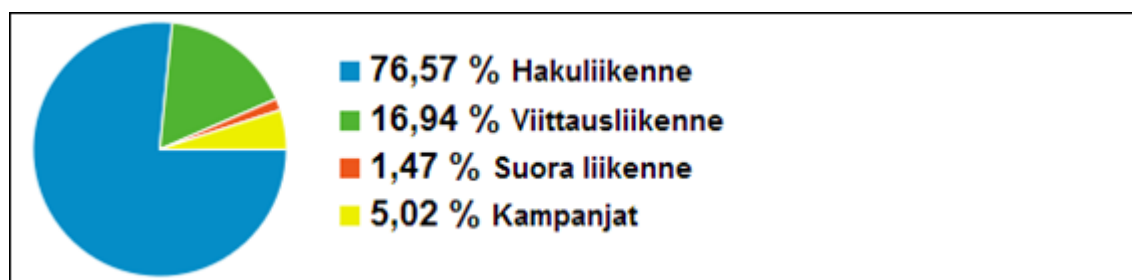 76,57 % Hakuliikenne
16,94 % Viittausliikenne
1,47 % Suora liikenne
5,02 % Kampanjat